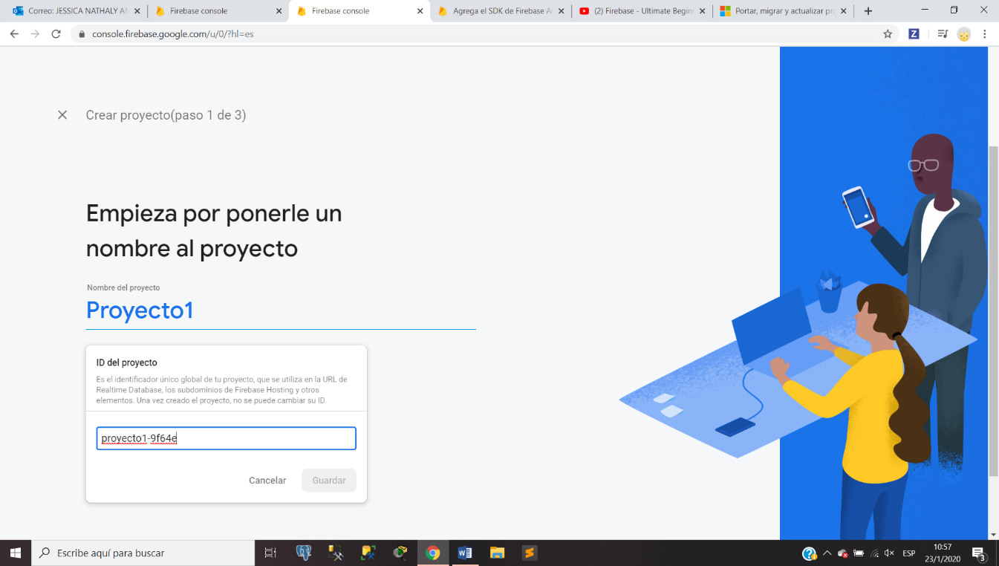 Correo: JESSICA NATHALY AN
Firebase console
Firebase console
Agrega el SDK de Firebase A
(2) Firebase - Ultimate Begin
Portar, migrar y actualizar pr
console.firebase.google.com/u/0/?hl=es
Z
Crear proyecto(paso 1 de 3)
Empieza por ponerle un
nombre al proyecto
Nombre del proyecto
Proyecto1
ID del proyecto
Es el identificador único global de tu proyecto, que se utiliza en la URL de
Realtime Database, los subdominios de Firebase Hosting y otros
elementos. Una vez creado el proyecto, no se puede cambiar su ID.
proyecto1-9f64e
Cancelar
Guardar
Escribe aquí para buscar
ESP
10:57
23/1/2020
3